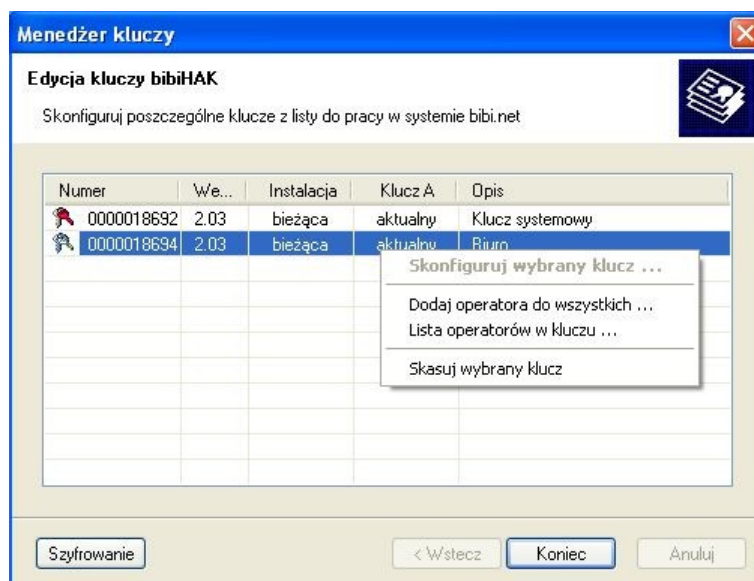 Menedżer kluczy
Edycja kluczy bibiHAK
Skonfiguruj poszczególne klucze z listy do pracy w systemie bibi.net
Numer We... Instalacja Klucz A Opis
0000018692 2.03 bieżąca aktualny Klucz systemowy
0000018694 2.03 bieżąca aktualny Biuro
Skonfiguruj wybrany klucz ...
Dodaj operatora do wszystkich ...
Lista operatorów w kluczu ...
Skasuj wybrany klucz
Szyfrowanie < Wstecz Koniec Anuluj